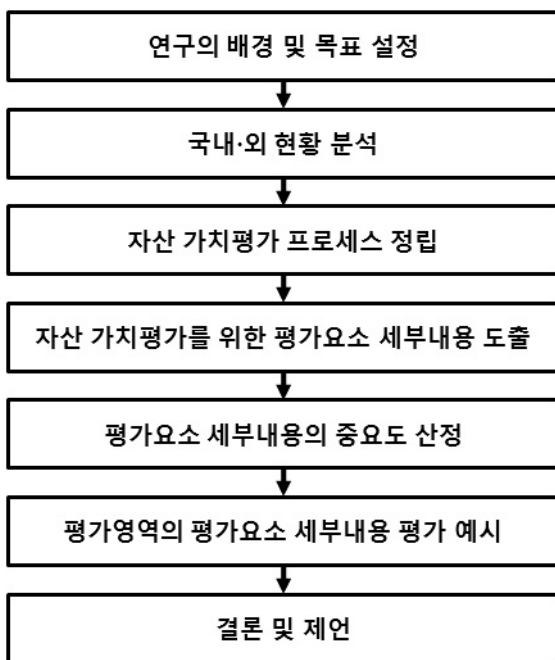 연구의 배경 및 목표 설정
국내·외 현황 분석
자산 가치평가 프로세스 정립
자산 가치평가를 위한 평가요소 세부내용 도출
평가요소 세부내용의 중요도 산정
평가영역의 평가요소 세부내용 평가 예시
결론 및 제언